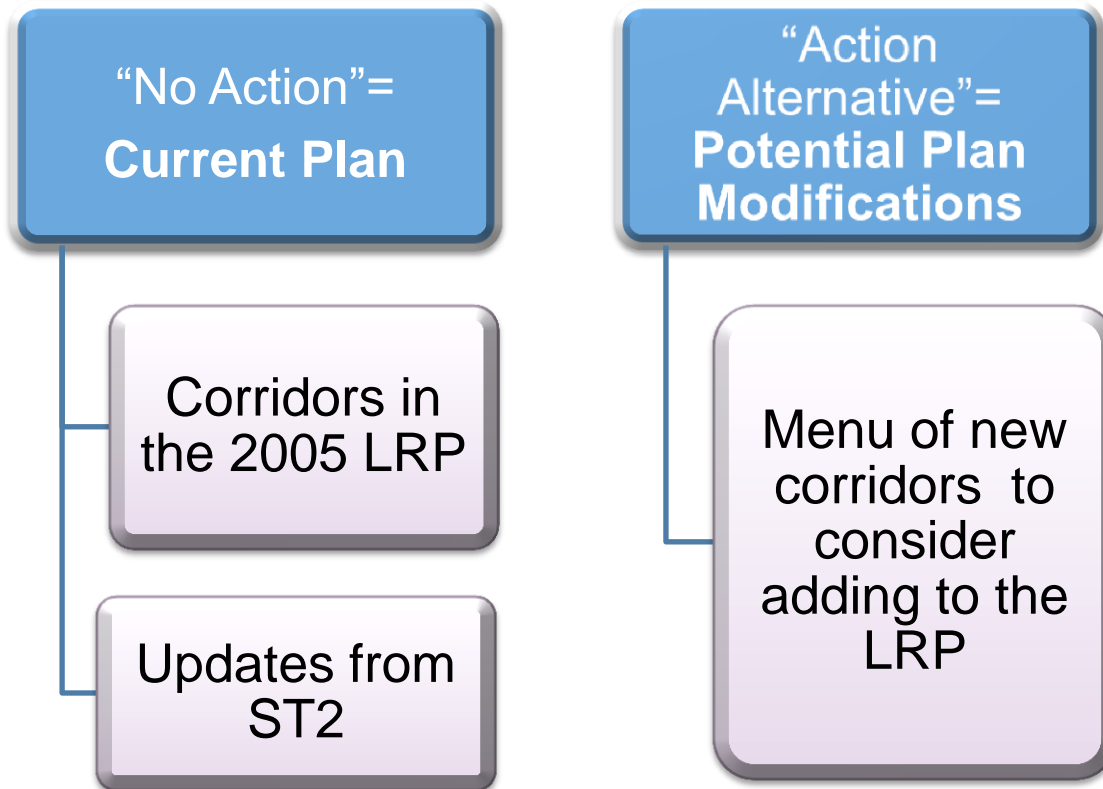 “No Action”=
Current Plan
Corridors in
the 2005 LRP
Updates from
ST2
“Action
Alternative”=
Potential Plan
Modifications
Menu of new
corridors to
consider
adding to the
LRP